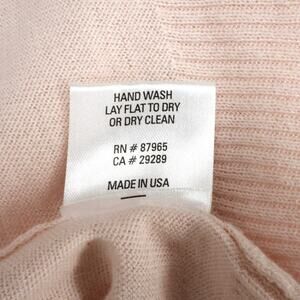 HAND WASH
LAY FLAT TO DRY
OR DRY CLEAN
RN # 87965
CA # 29289
MADE IN USA